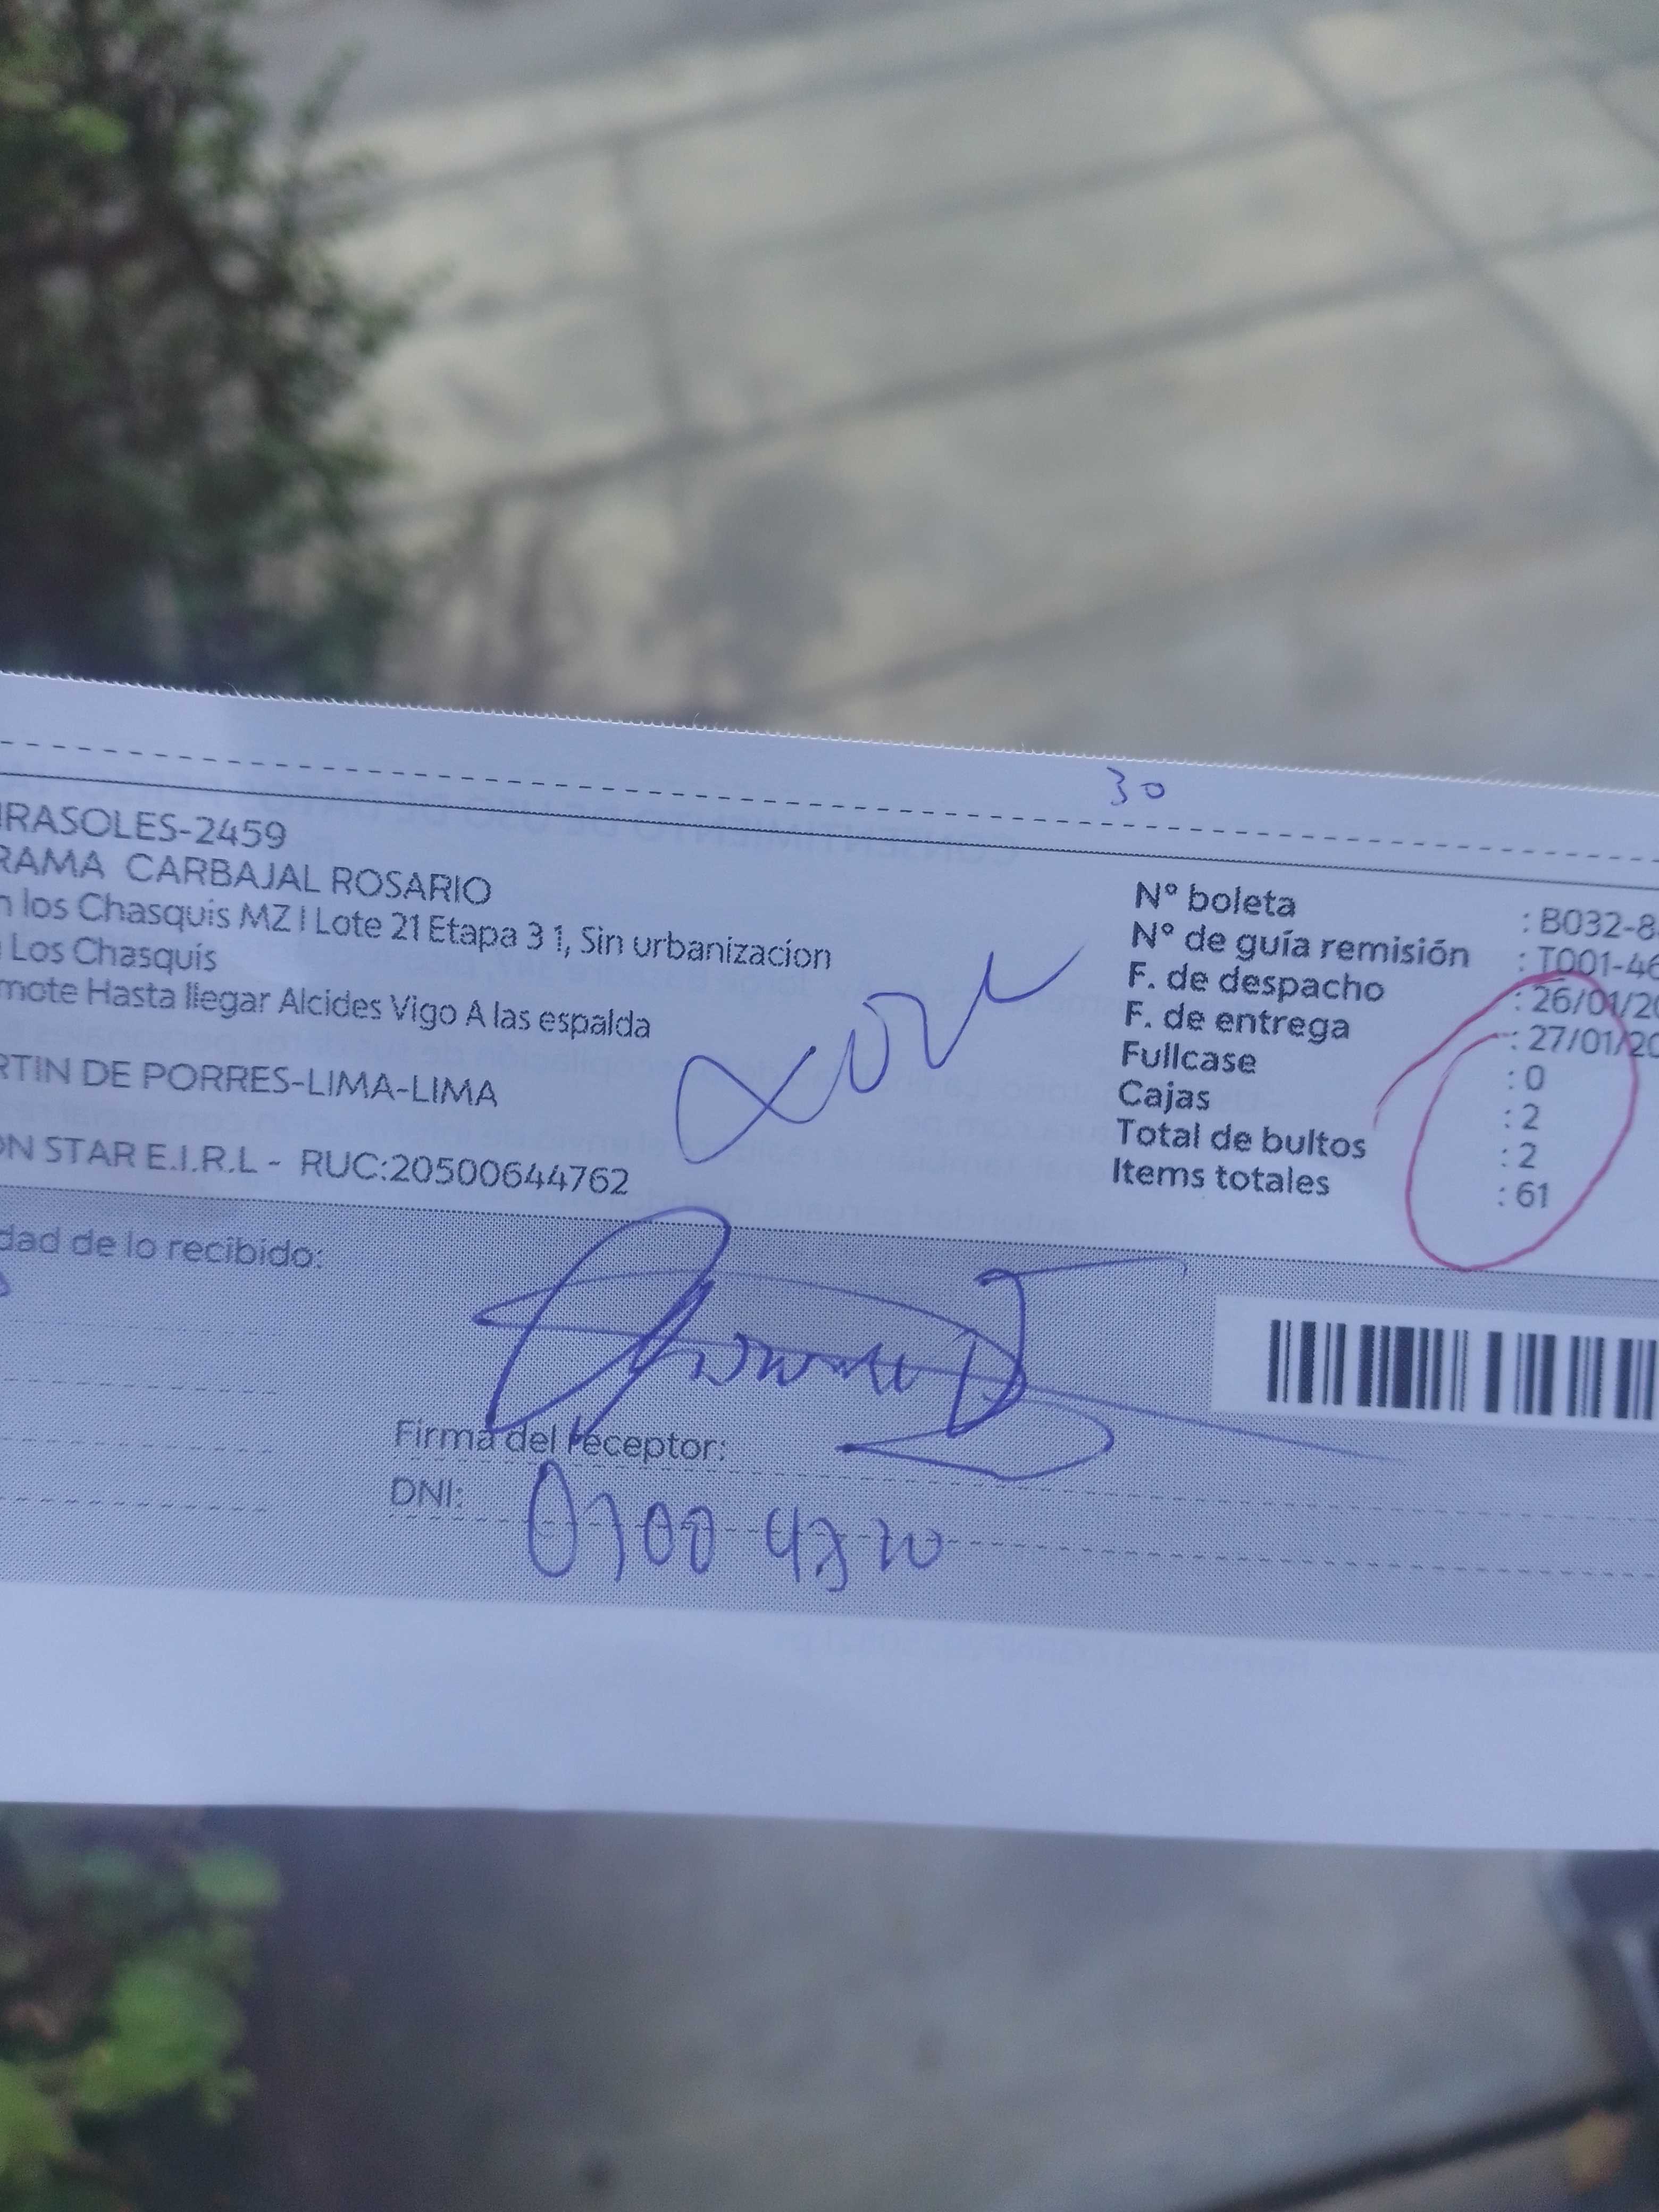 30
IRASOLES-2459
RAMA CARBAJAL ROSARIO
n los Chasquis MZ I Lote 21 Etapa 3 1, Sin urbanizacion
Los Chasquis
mote Hasta llegar Alcides Vigo A las espalda
RTIN DE PORRES-LIMA-LIMA
ON STAR E.I.R.L - RUC:20500644762
N° boleta : B032-8
N° de guía remisión : T001-46
F. de despacho : 26/01/20
F. de entrega : 27/01/20
Fullcase : 0
Cajas : 2
Total de bultos : 2
Items totales : 61
dad de lo recibido:
Firma del receptor:
DNI: